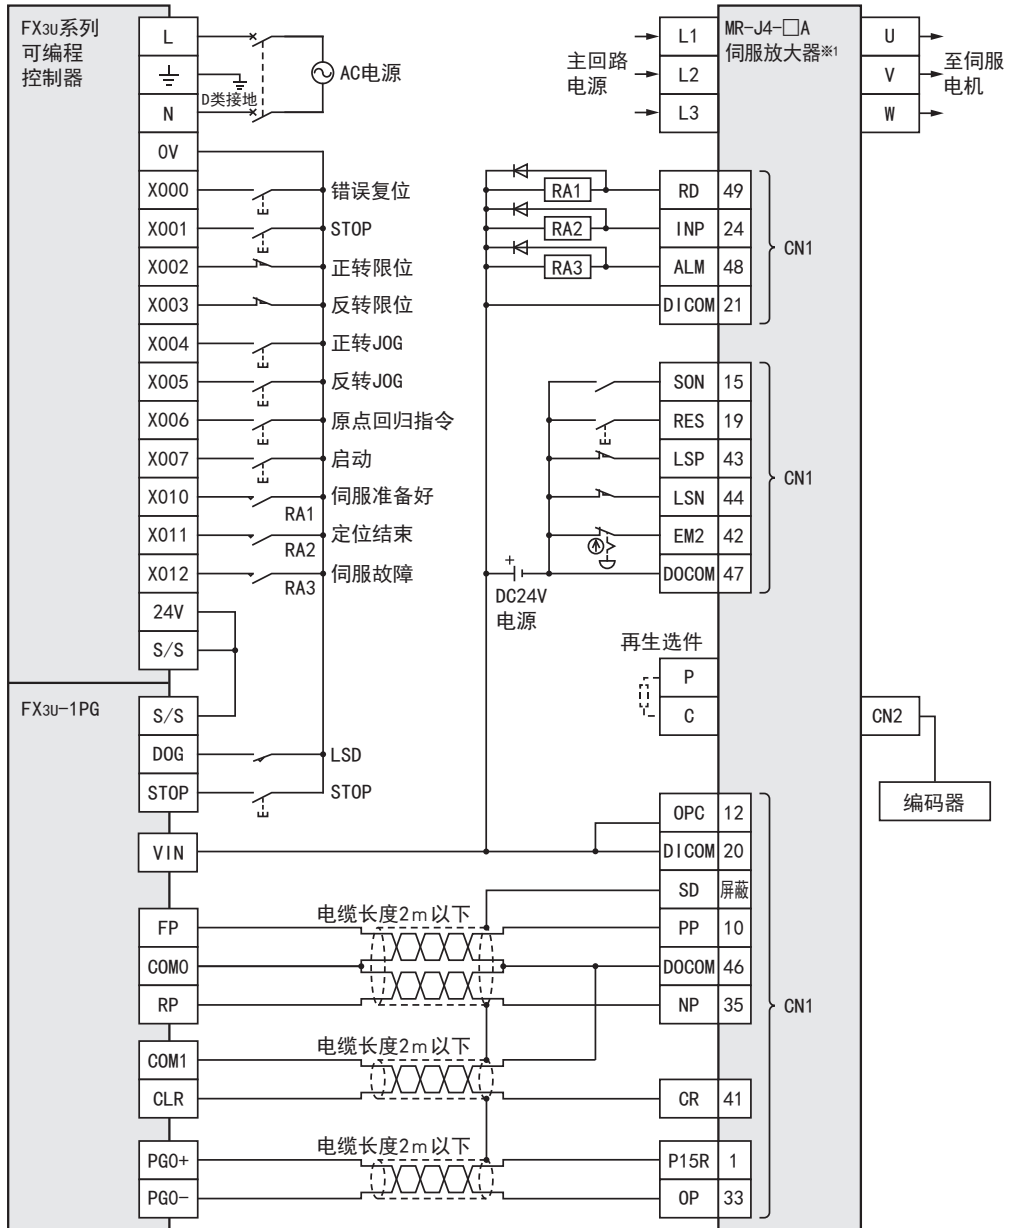 FX3U系列
可编程
控制器
L
N
0V
X000
X001
X002
X003
X004
X005
X006
X007
X010
X011
X012
24V
S/S
D类接地
AC电源
错误复位
STOP
正转限位
反转限位
正转JOG
反转JOG
原点回归指令
启动
伺服准备好
RA1
定位结束
RA2
伺服故障
RA3
FX3U-1PG
S/S
DOG
STOP
VIN
FP
COM0
RP
COM1
CLR
PG0+
PG0-
LSD
STOP
电缆长度2m以下
电缆长度2m以下
电缆长度2m以下
主回路
电源
L1
L2
L3
MR-J4-□A
伺服放大器※1
U
V
W
至伺服
电机
RA1
RA2
RA3
RD 49
INP 24
ALM 48
DICOM 21
CN1
SON 15
RES 19
LSP 43
LSN 44
EM2 42
DOCOM 47
CN1
+
DC24V
电源
再生选件
P
C
CN2
编码器
OPC 12
DICOM 20
SD 屏蔽
PP 10
DOCOM 46
NP 35
CR 41
P15R 1
OP 33
CN1